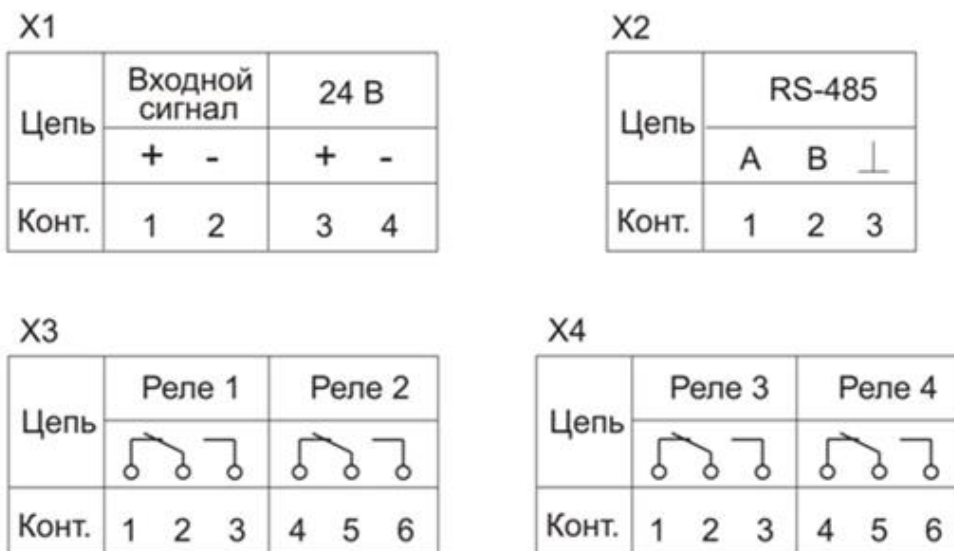 X1
Цепь
Входной
сигнал
24 В
+ - + -
Конт. 1 2 3 4
X2
Цепь
RS-485
A B ⊥
Конт. 1 2 3
X3
Цепь
Реле 1 Реле 2
Конт. 1 2 3 4 5 6
X4
Цепь
Реле 3 Реле 4
Конт. 1 2 3 4 5 6